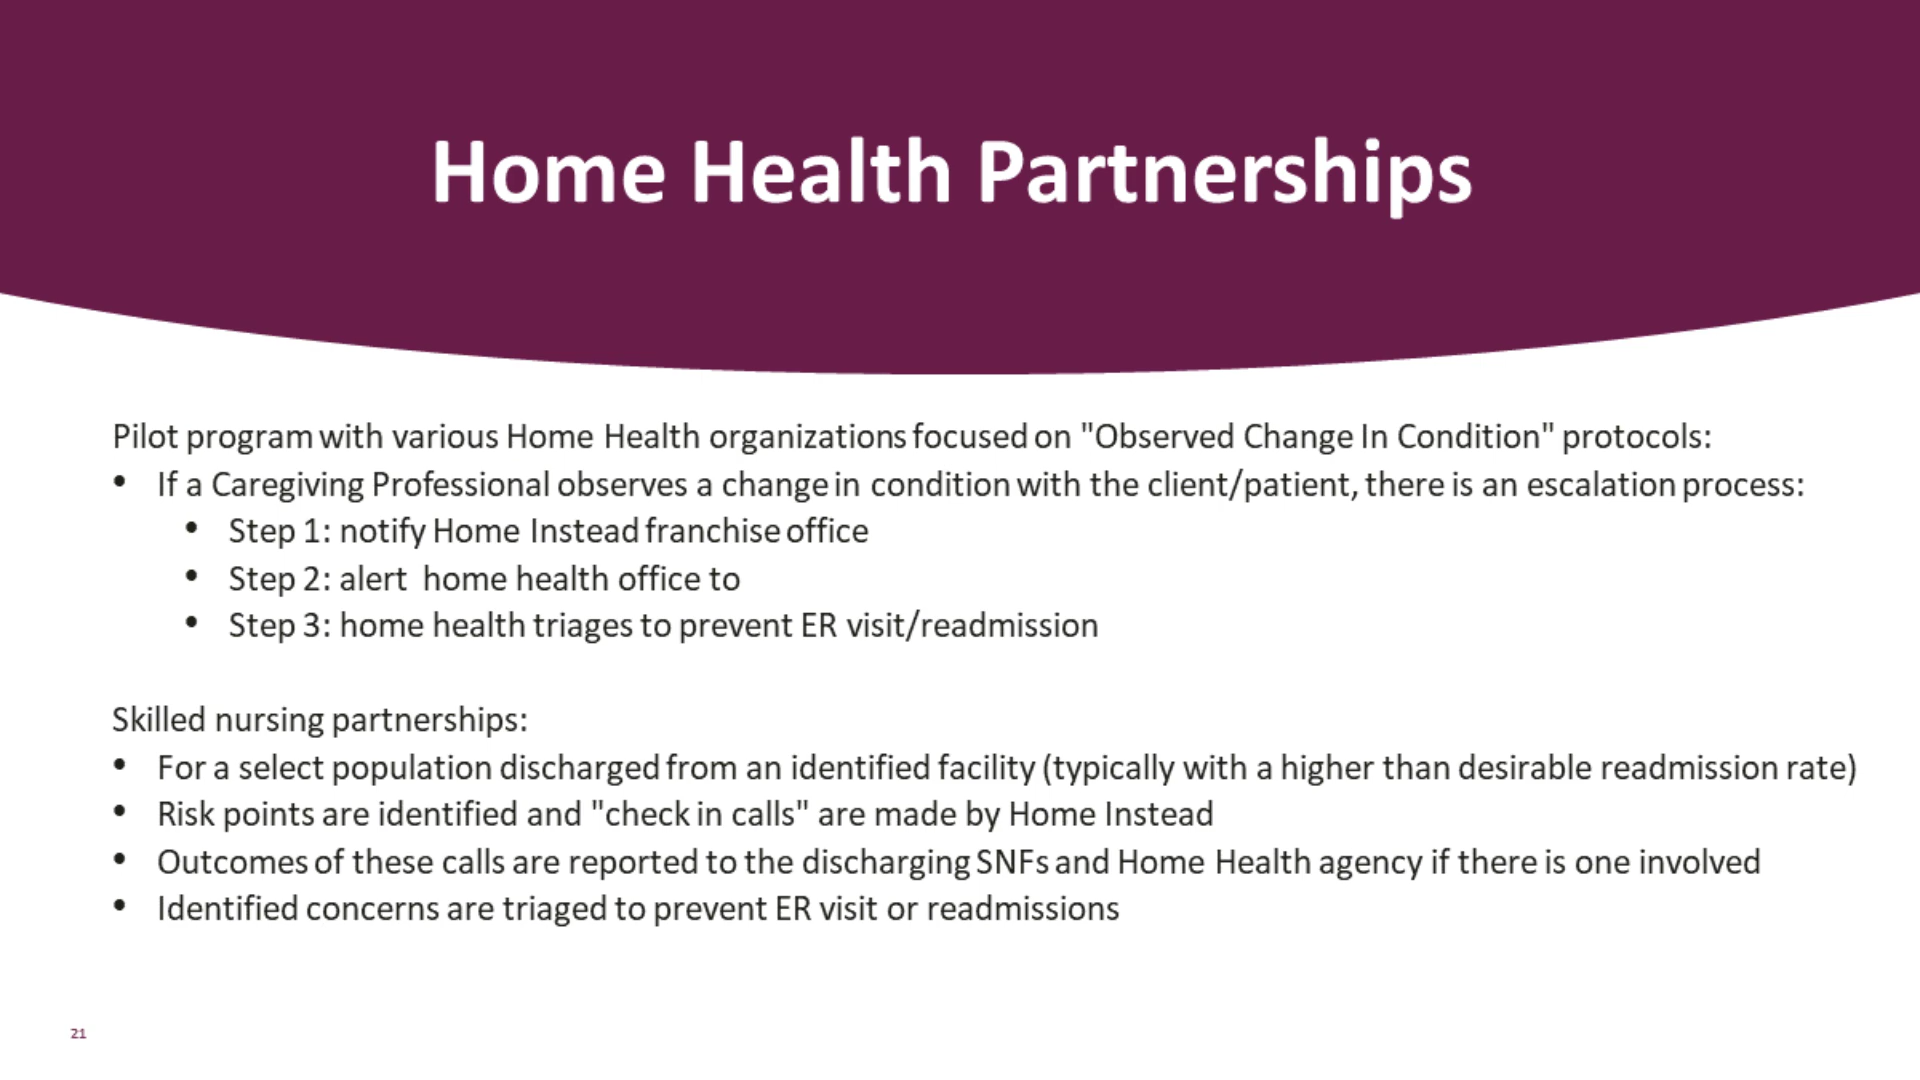 Home Health Partnerships
Pilot program with various Home Health organizations focused on "Observed Change In Condition" protocols:
• If a Caregiving Professional observes a change in condition with the client/patient, there is an escalation process:
• Step 1: notify Home Instead franchise office
• Step 2: alert  home health office to
• Step 3: home health triages to prevent ER visit/readmission
Skilled nursing partnerships:
• For a select population discharged from an identified facility (typically with a higher than desirable readmission rate)
• Risk points are identified and "check in calls" are made by Home Instead
• Outcomes of these calls are reported to the discharging SNFs and Home Health agency if there is one involved
• Identified concerns are triaged to prevent ER visit or readmissions
21